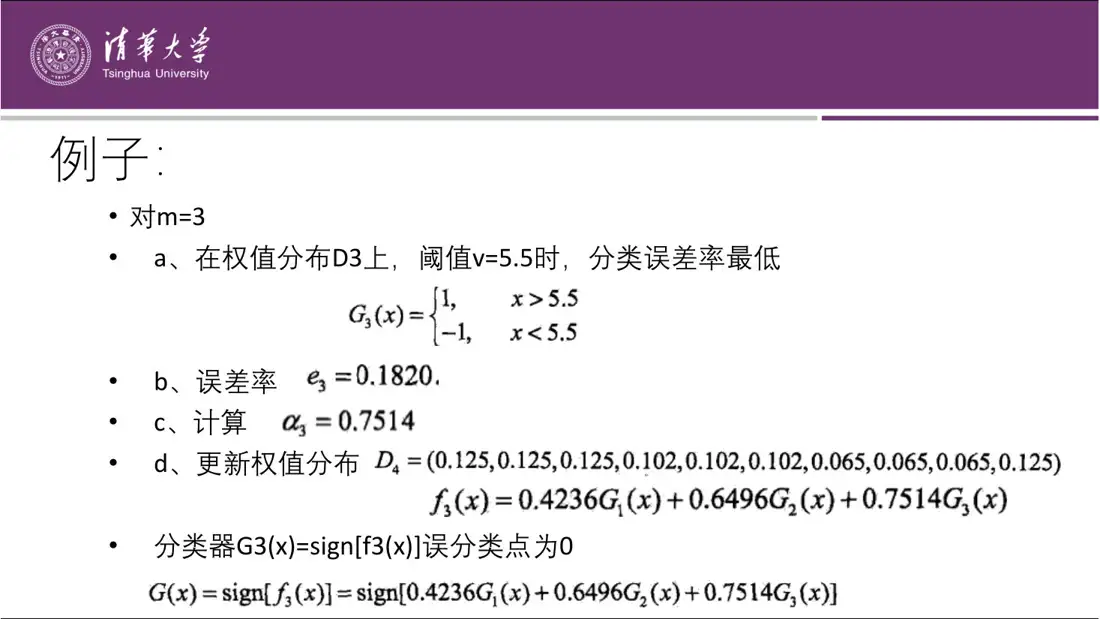 清华大学
Tsinghua University
例子：
• 对m=3
• a、在权值分布D3上，阈值v=5.5时，分类误差率最低
G₃(x) = { 1, x > 5.5
−1, x < 5.5
• b、误差率 e₃ = 0.1820.
• c、计算 α₃ = 0.7514
• d、更新权值分布 D₄ = (0.125,0.125,0.125,0.102,0.102,0.102,0.065,0.065,0.065,0.125)
f₃(x) = 0.4236G₁(x) + 0.6496G₂(x) + 0.7514G₃(x)
• 分类器G3(x)=sign[f3(x)]误分类点为0
G(x) = sign[f₃(x)] = sign[0.4236G₁(x) + 0.6496G₂(x) + 0.7514G₃(x)]